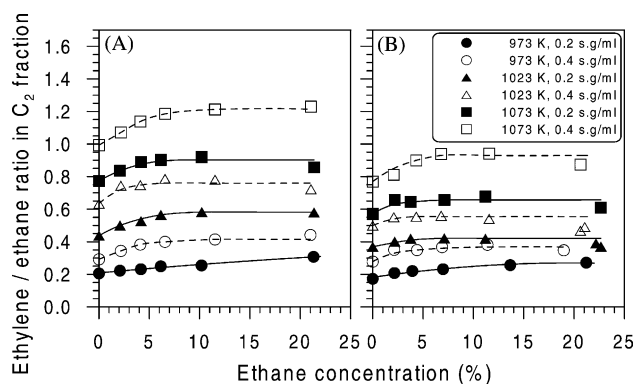 Ethylene / ethane ratio in C2 fraction
1.6
1.4
1.2
1.0
0.8
0.6
0.4
0.2
0.0
(A)
(B)
973 K, 0.2 s.g/ml
973 K, 0.4 s.g/ml
1023 K, 0.2 s.g/ml
1023 K, 0.4 s.g/ml
1073 K, 0.2 s.g/ml
1073 K, 0.4 s.g/ml
0 5 10 15 20 25 0 5 10 15 20 25
Ethane concentration (%)